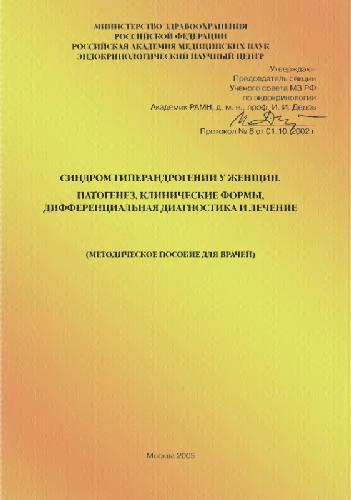 МИНИСТЕРСТВО ЗДРАВООХРАНЕНИЯ
РОССИЙСКОЙ ФЕДЕРАЦИИ
РОССИЙСКАЯ АКАДЕМИЯ МЕДИЦИНСКИХ НАУК
ЭНДОКРИНОЛОГИЧЕСКИЙ НАУЧНЫЙ ЦЕНТР
«Утверждаю»
Председатель секции
Ученого совета МЗ РФ
по эндокринологии
Академик РАМН, д. м. н., проф. И. И. Дедов
Протокол № 8 от 01.10.2002 г.
СИНДРОМ ГИПЕРАНДРОГЕНИИ У ЖЕНЩИН.
ПАТОГЕНЕЗ, КЛИНИЧЕСКИЕ ФОРМЫ,
ДИФФЕРЕНЦИАЛЬНАЯ ДИАГНОСТИКА И ЛЕЧЕНИЕ
(МЕТОДИЧЕСКОЕ ПОСОБИЕ ДЛЯ ВРАЧЕЙ)
Москва 2005